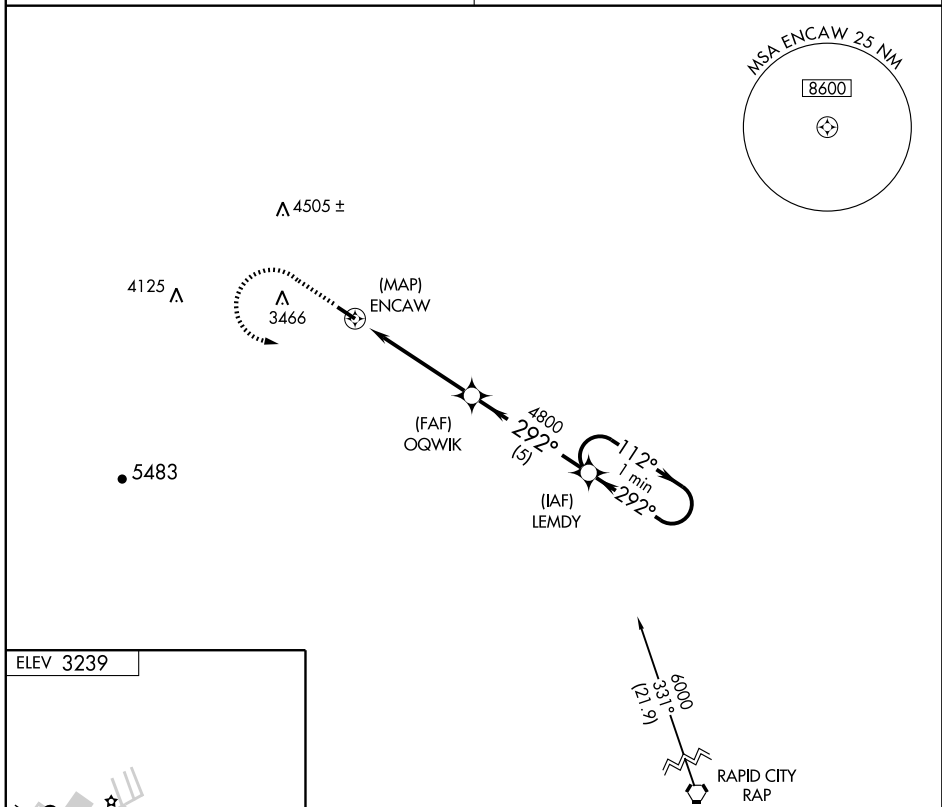 MSA ENCAW 25 NM
8600
4505 ±
4125
3466
(MAP)
ENCAW
(FAF)
OQWIK
4800
292°
(5)
112°
1 min
292°
(IAF)
LEMDY
5483
ELEV 3239
6000
331°
(21.9)
RAPID CITY
RAP